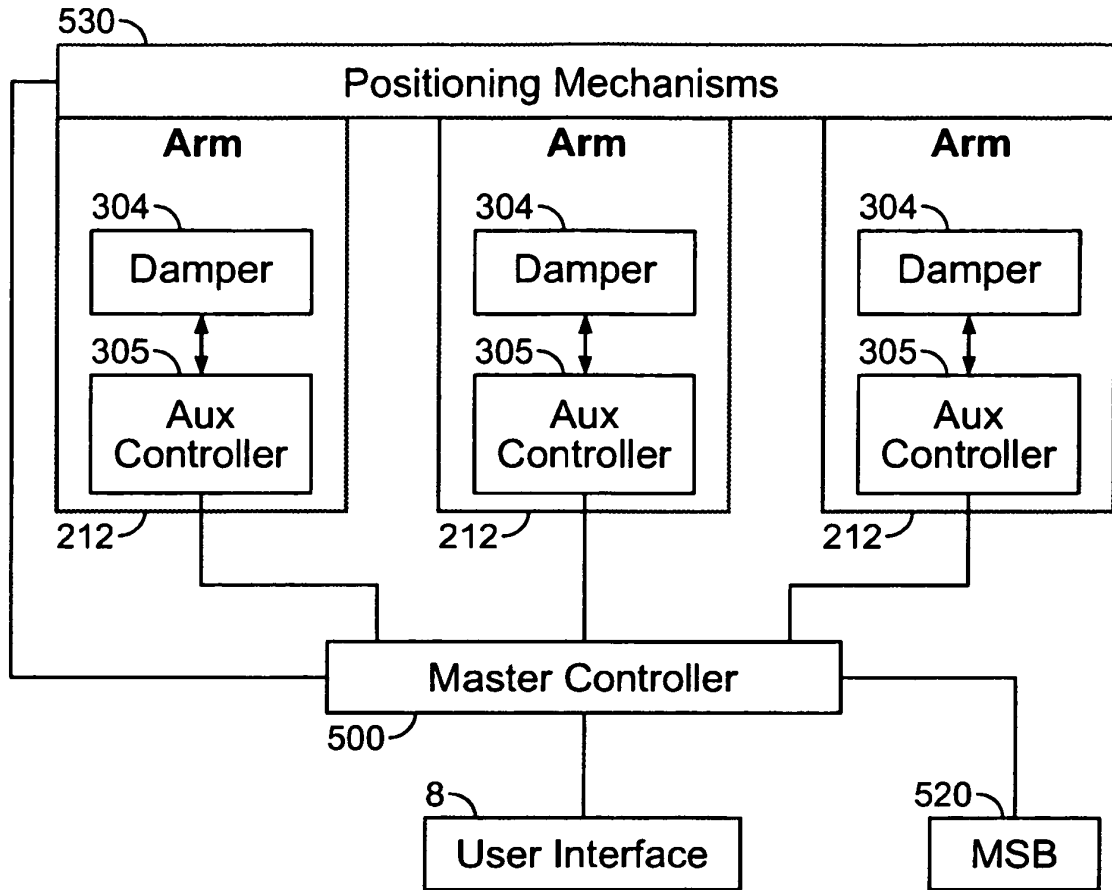 530
Positioning Mechanisms
Arm
Arm
Arm
304
304
304
Damper
Damper
Damper
305
305
305
Aux
Controller
Aux
Controller
Aux
Controller
212
212
212
Master Controller
500
8
520
User Interface
MSB